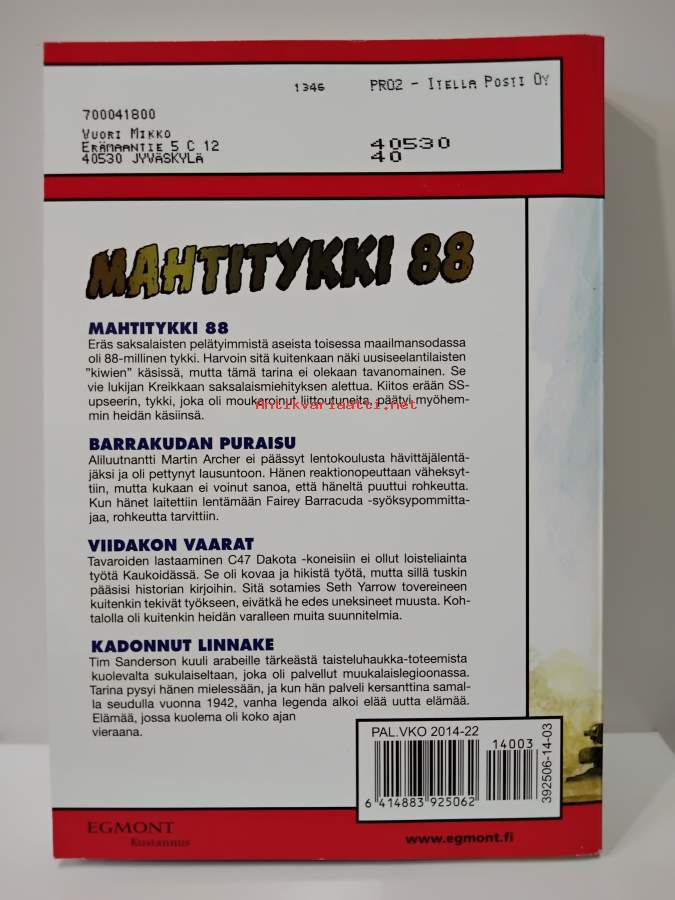 1346 PRO2 - ITELLA POSTI OY
700041800
VUORI MIKKO
ERÄMAANTIE 5 C 12
40530 JYVÄSKYLÄ
40530
40
MAHTITYKKI 88
MAHTITYKKI 88
Eräs saksalaisten pelätyimmistä aseista toisessa maailmansodassa
oli 88-millinen tykki. Harvoin sitä kuitenkaan näki uusiseelantilaisten
”kiwien” käsissä, mutta tämä tarina ei olekaan tavanomainen. Se
vie lukijan Kreikkaan saksalaismiehityksen alettua. Kiitos erään SS-
upseerin, tykki, joka oli moukaroinut liittoutuneita, päätyi myöhem-
min heidän käsiinsä.
Antikvariaatti.net
BARRAKUDAN PURAISU
Aliluutnantti Martin Archer ei päässyt lentokoulusta hävittäjälentä-
jäksi ja oli pettynyt lausuntoon. Hänen reaktionopeuttaan väheksyt-
tiin, mutta kukaan ei voinut sanoa, että häneltä puuttui rohkeutta.
Kun hänet laitettiin lentämään Fairey Barracuda -syöksypommitta-
jaa, rohkeutta tarvittiin.
VIIDAKON VAARAT
Tavaroiden lastaaminen C47 Dakota -koneisiin ei ollut loisteliainta
työtä Kaukoidässä. Se oli kovaa ja hikistä työtä, mutta sillä tuskin
pääsisi historian kirjoihin. Sitä sotamies Seth Yarrow tovereineen
kuitenkin tekivät työkseen, eivätkä he edes uneksineet muusta. Koh-
talolla oli kuitenkin heidän varalleen muita suunnitelmia.
KADONNUT LINNAKE
Tim Sanderson kuuli arabeille tärkeästä taisteluhaukka-toteemista
kuolevalta sukulaiseltaan, joka oli palvellut muukalaislegioonassa.
Tarina pysyi hänen mielessään, ja kun hän palveli kersanttina samal-
la seudulla vuonna 1942, vanha legenda alkoi elää uutta elämää.
Elämää, jossa kuolema oli koko ajan
vieraana.
PAL.VKO 2014-22
14003
6 414883 925062
392506-14-03
EGMONT
Kustannus
www.egmont.fi